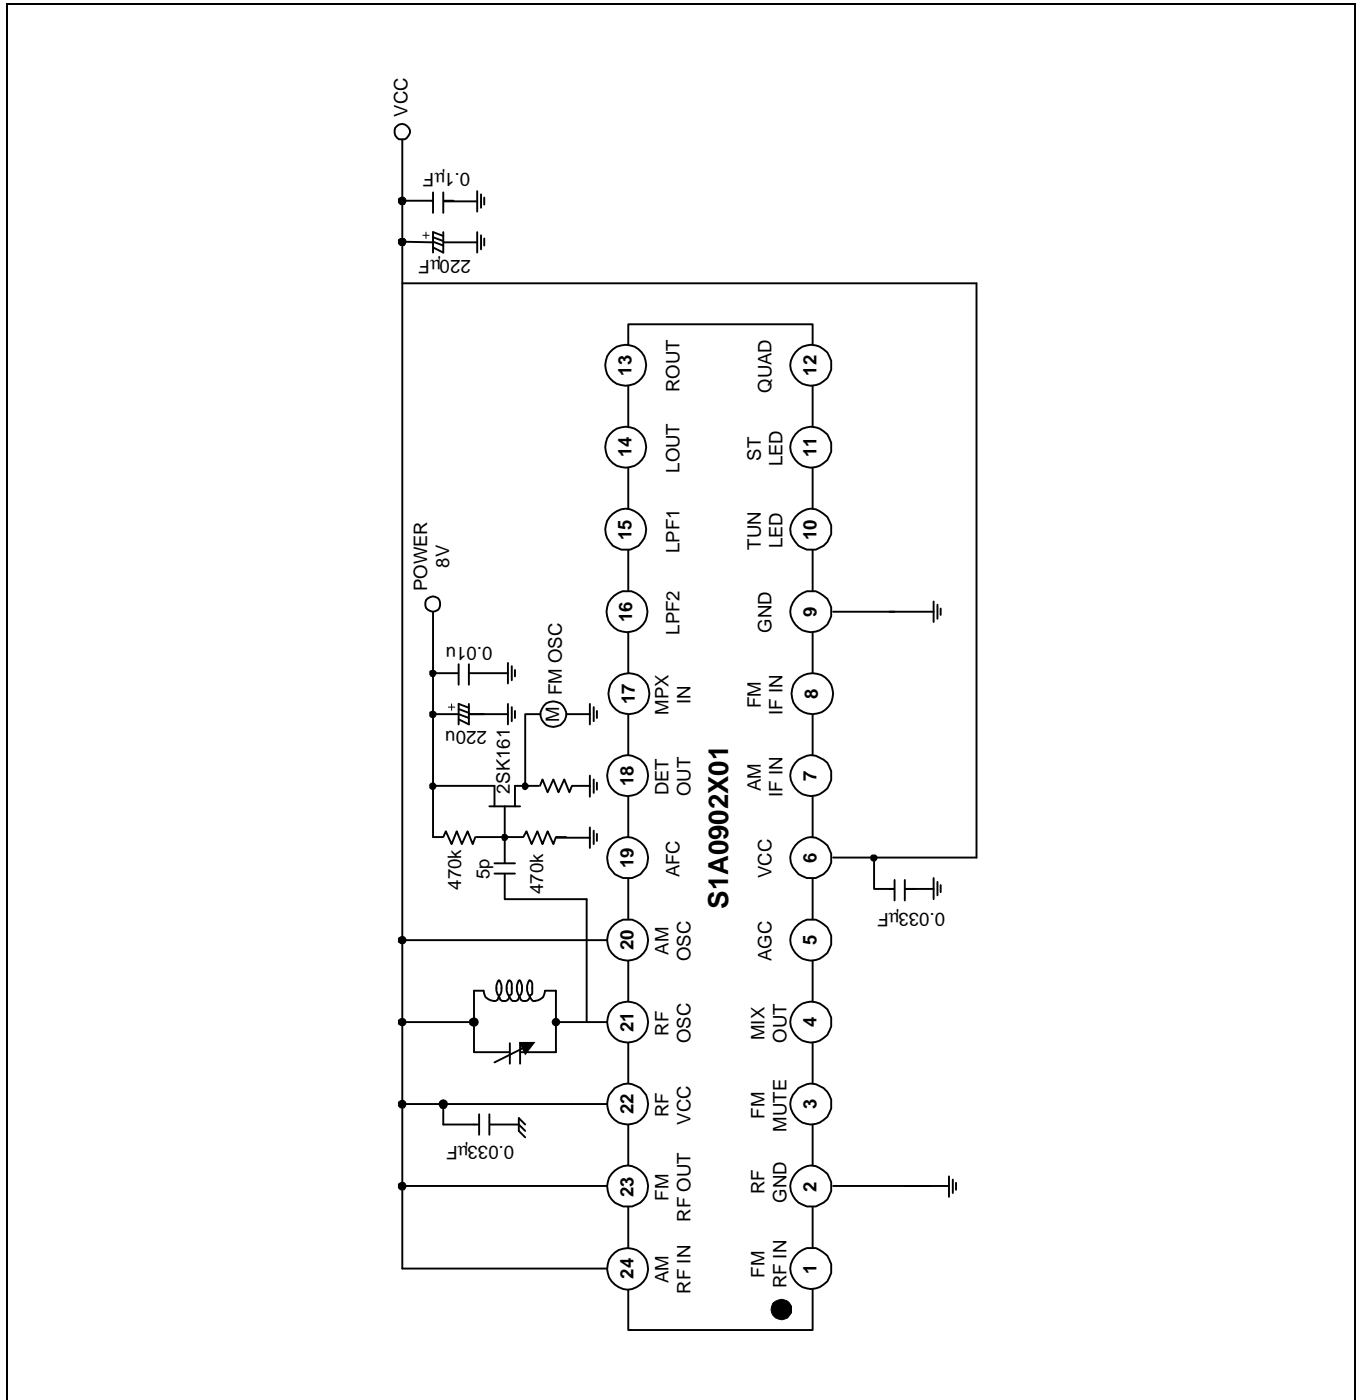 VCC
0.1µF
+
220µF
POWER
8V
0.01u
+
220u
2SK161
M
FM OSC
470k
5p
470k
0.033µF
S1A0902X01
13
ROUT
14
LOUT
15
LPF1
16
LPF2
17
MPX
IN
18
DET
OUT
19
AFC
20
AM
OSC
21
RF
OSC
22
RF
VCC
23
FM
RF OUT
24
AM
RF IN
12
QUAD
11
ST
LED
10
TUN
LED
9
GND
8
FM
IF IN
7
AM
IF IN
6
VCC
0.033µF
5
AGC
4
MIX
OUT
3
FM
MUTE
2
RF
GND
1
FM
RF IN